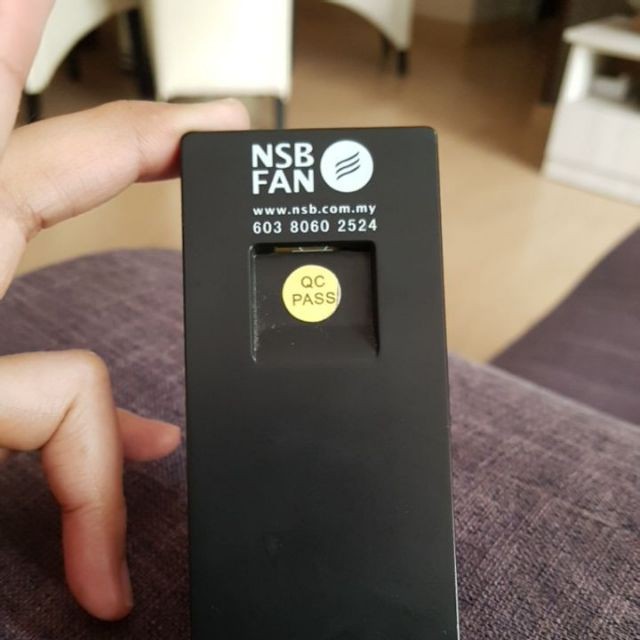 NSB
FAN
www.nsb.com.my
603 8060 2524
QC
PASS